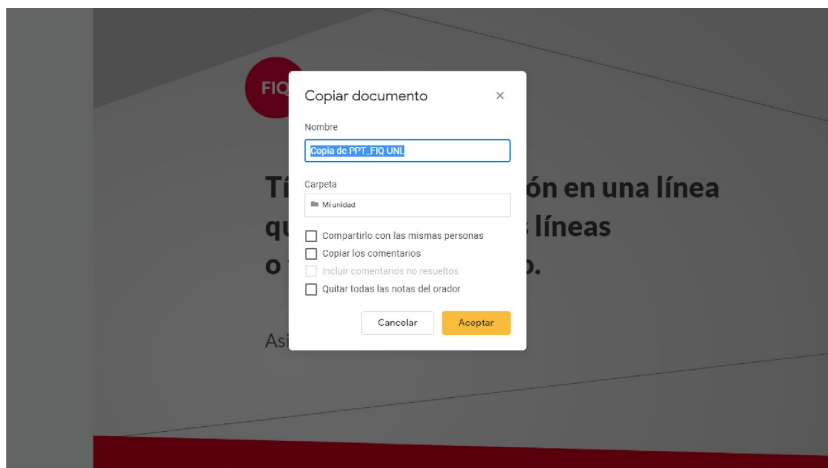 FIQ
Copiar documento
Nombre
Copia de PPT_FIQ UNL
Carpeta
Mi unidad
Compartirlo con las mismas personas
Copiar los comentarios
Incluir comentarios no resueltos
Quitar todas las notas del orador
Cancelar
Aceptar
ón en una línea
líneas
o
Asi